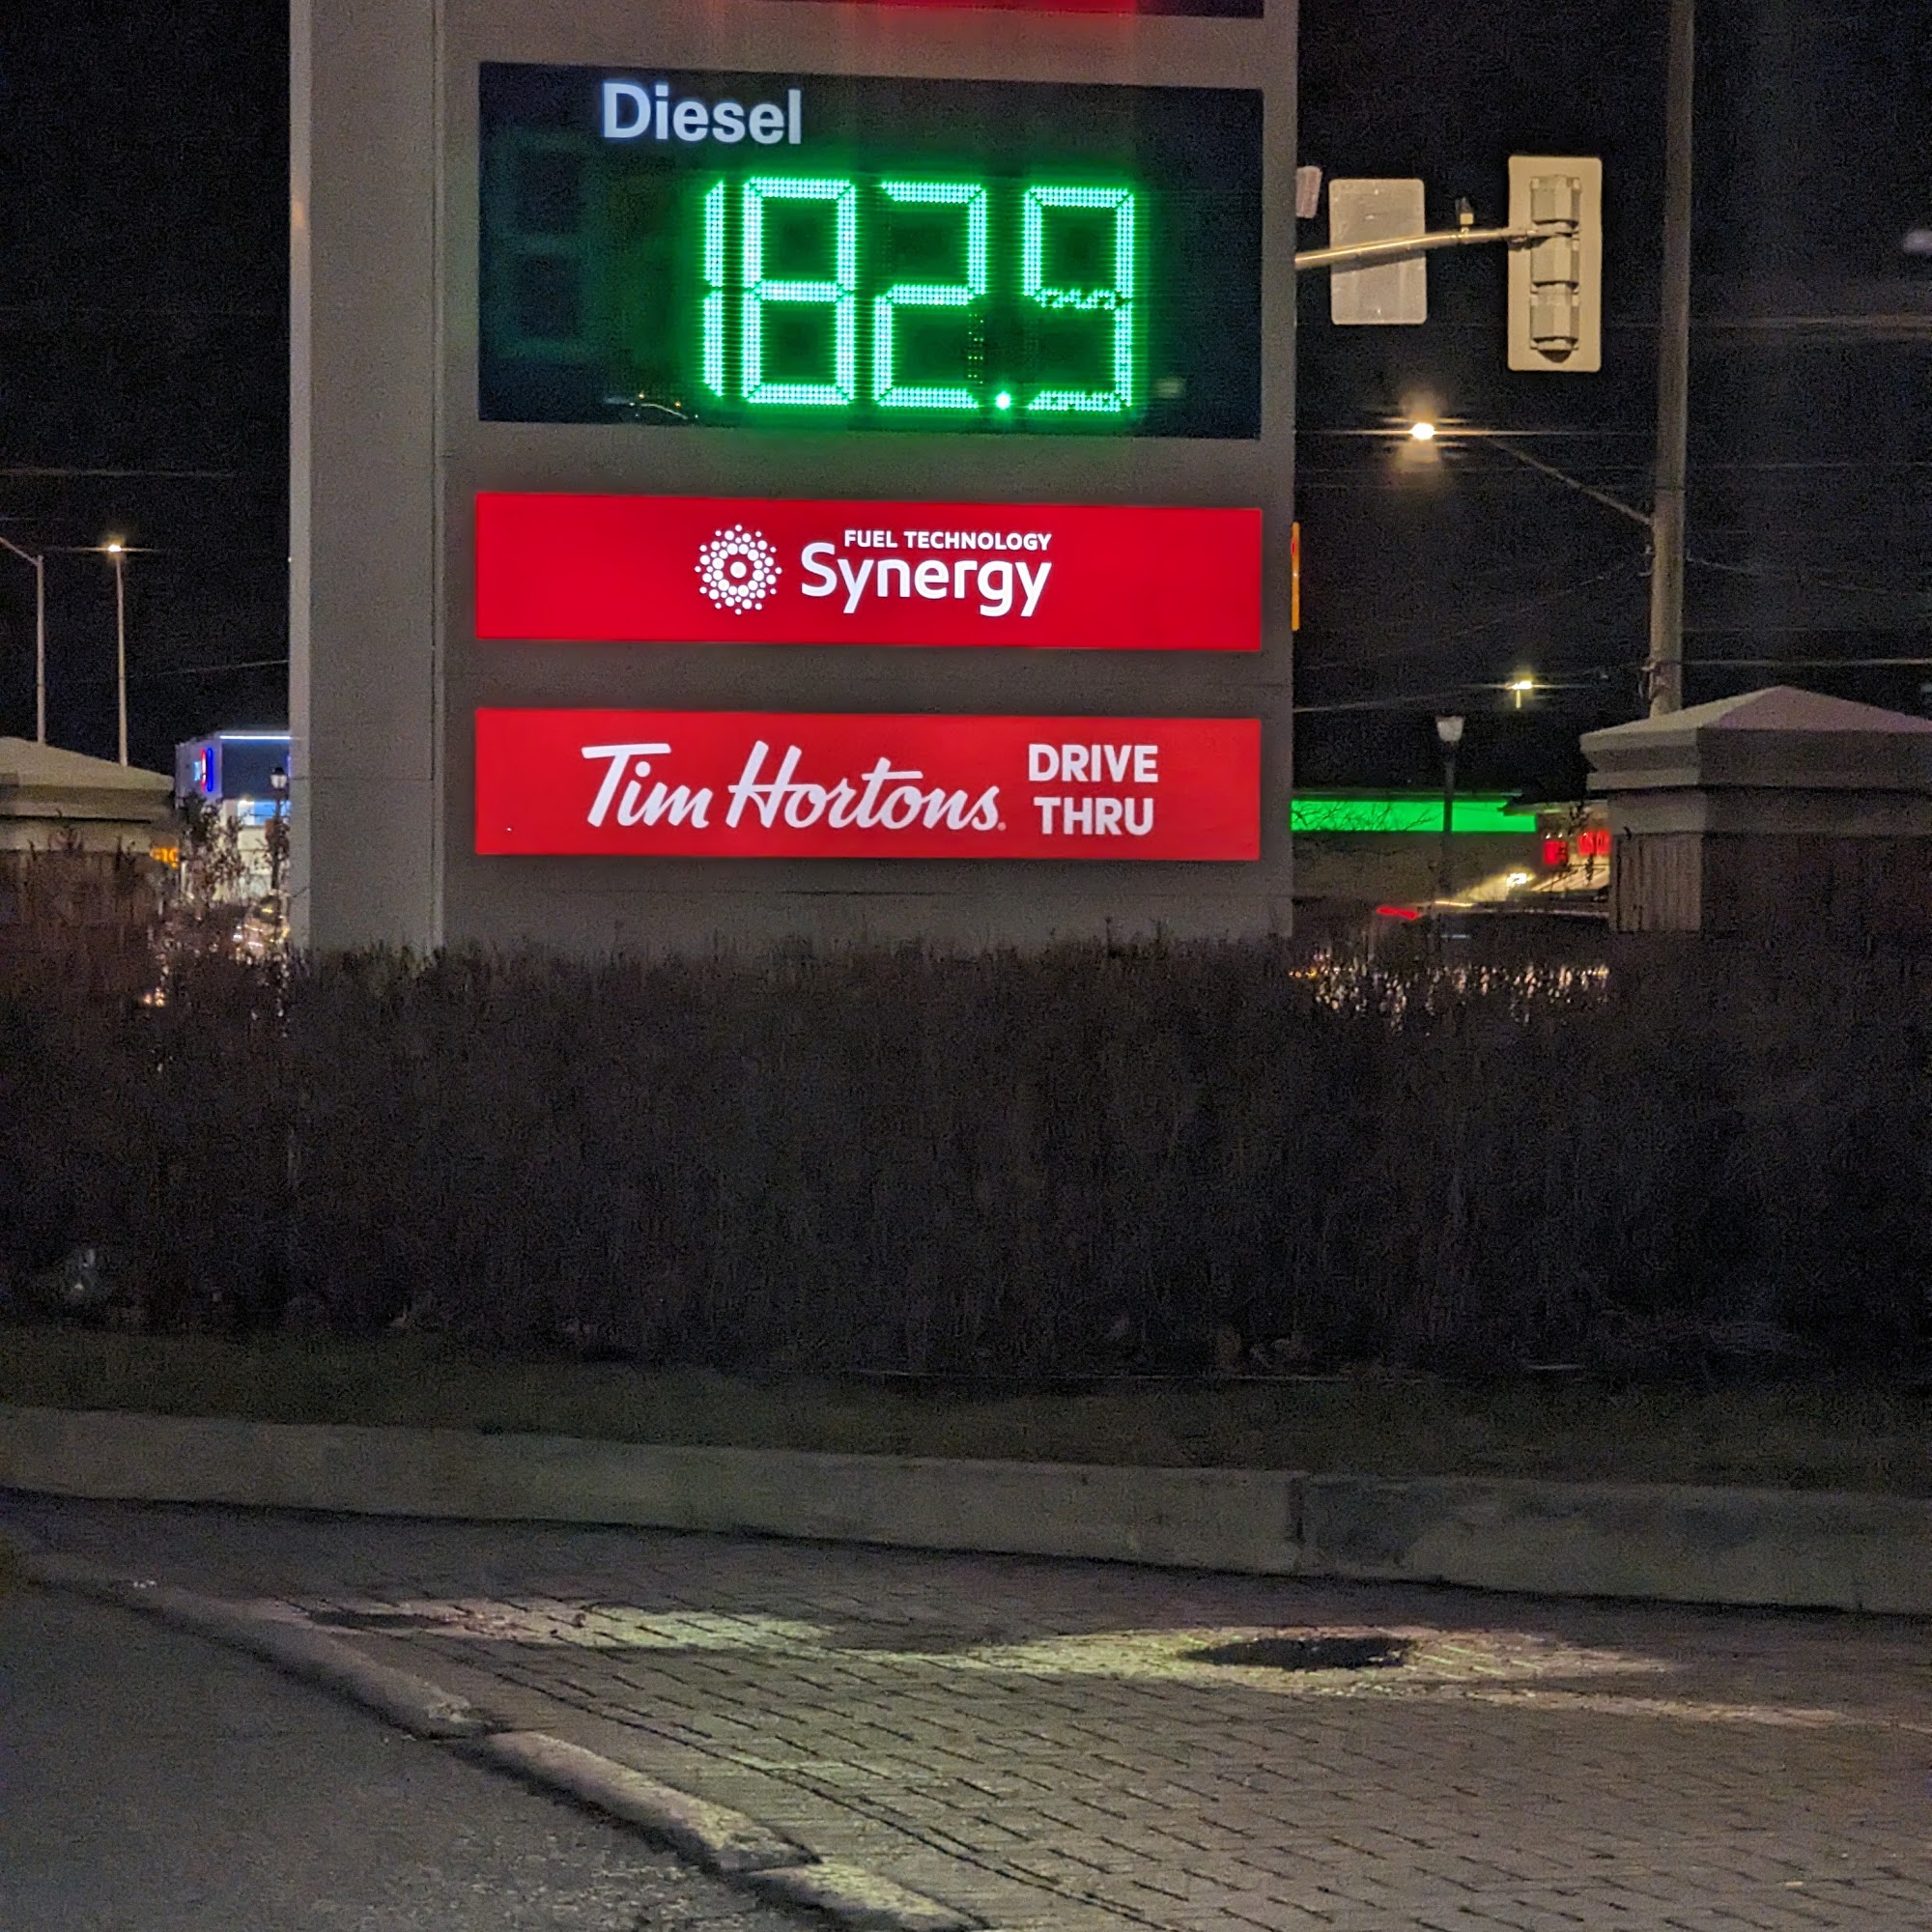 Diesel
182.9
FUEL TECHNOLOGY
Synergy
Tim Hortons. DRIVE
THRU